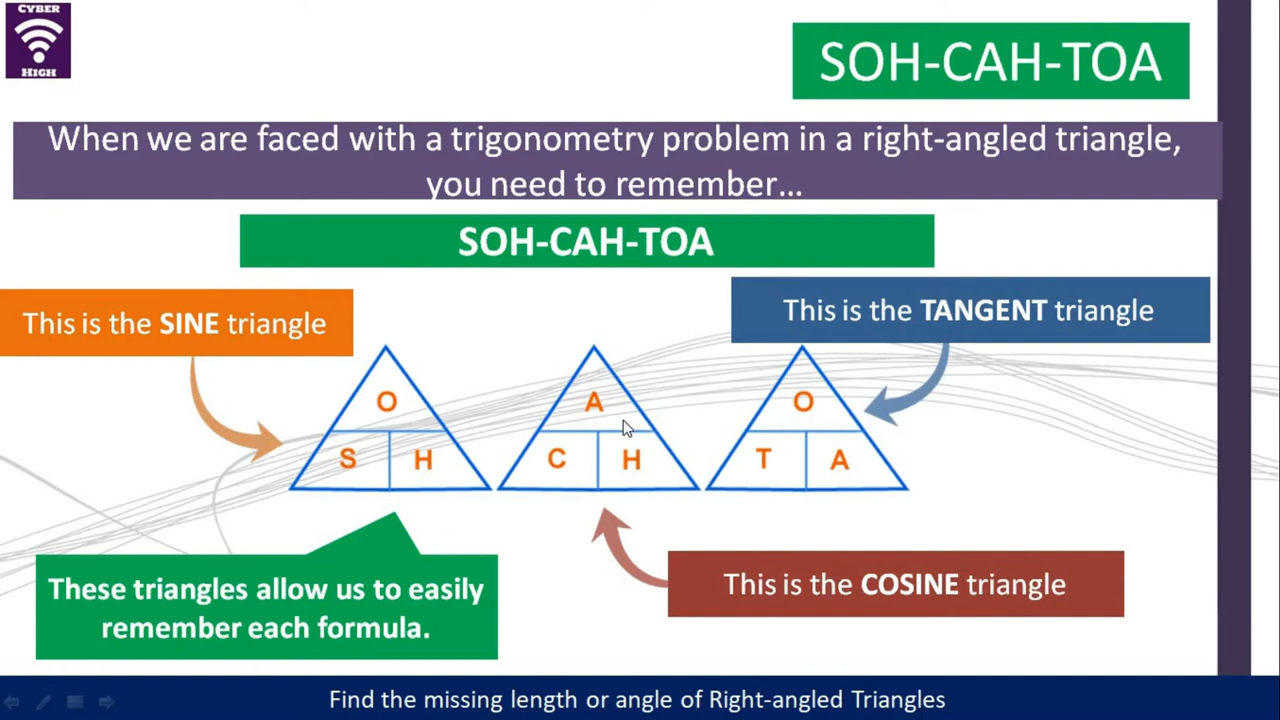 CYBER
HIGH
SOH-CAH-TOA
When we are faced with a trigonometry problem in a right-angled triangle,
you need to remember...
SOH-CAH-TOA
This is the SINE triangle
This is the TANGENT triangle
O
S H
A
C H
O
T A
These triangles allow us to easily
remember each formula.
This is the COSINE triangle
Find the missing length or angle of Right-angled Triangles